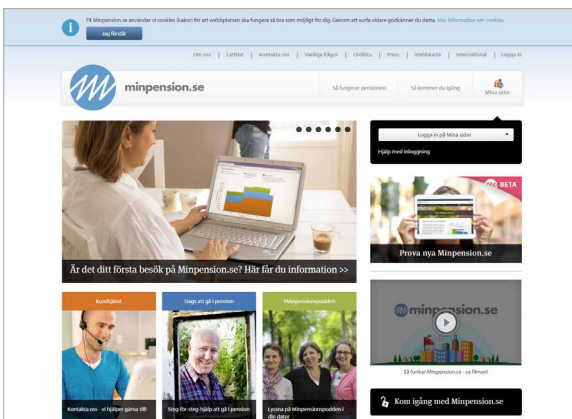 På Minpension.se använder vi cookies (kakor) för att webbplatsen ska fungera så bra som möjligt för dig. Genom att surfa vidare godkänner du detta. Mer information om cookies
Jag förstår
Om oss | Lättläst | Kontakta oss | Vanliga frågor | Ordlista | Press | Webbkarta | International | Logga in
minpension.se
Så fungerar pensionen
Så kommer du igång
Mina sidor
Logga in på Mina sidor
Hjälp med inloggning
Är det ditt första besök på Minpension.se? Här får du information >>
BETA
Prova nya Minpension.se
Kundtjänst
Dags att gå i pension
#Minpensionspodden
Kontakta oss - vi hjälper gärna till!
Steg-för-steg-hjälp att gå i pension
Lyssna på Minpensionspodden i
din dator
minpension.se
Så funkar Minpension.se - se filmen!
Kom igång med Minpension.se